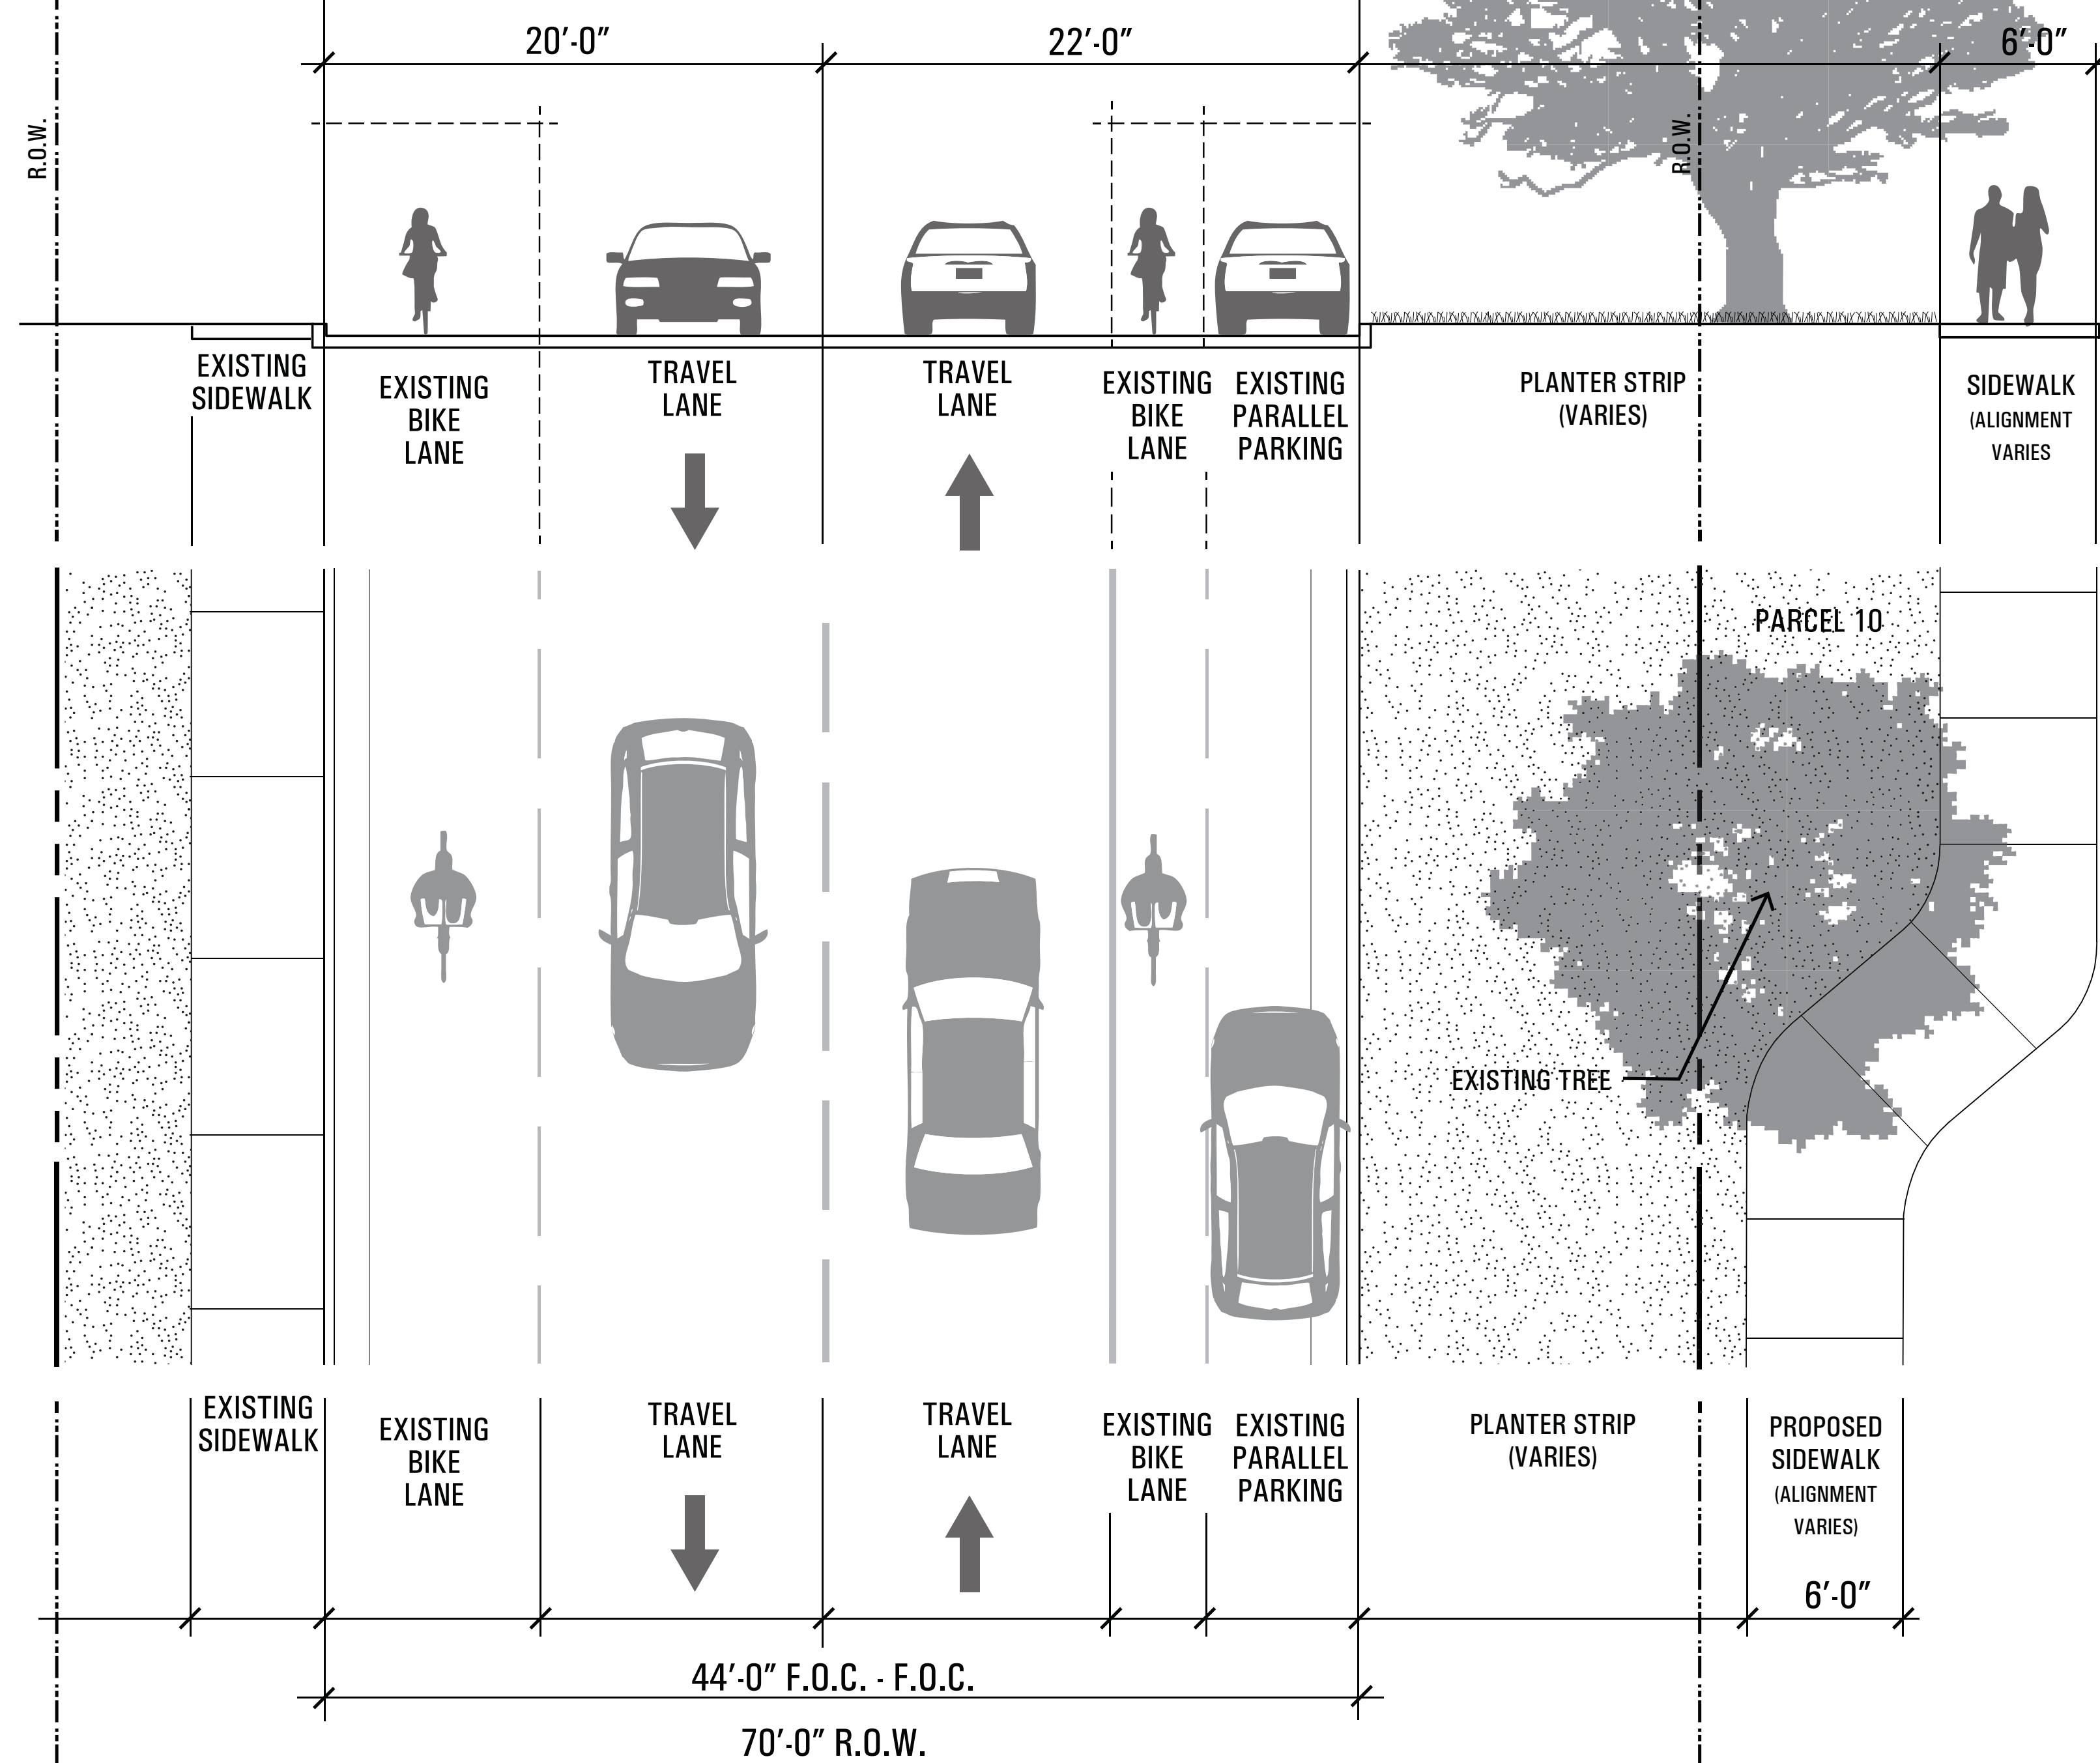 20'-0"
22'-0"
6'-0"
R.O.W.
R.O.W.
EXISTING
SIDEWALK
EXISTING
BIKE
LANE
TRAVEL
LANE
TRAVEL
LANE
EXISTING
BIKE
LANE
EXISTING
PARALLEL
PARKING
PLANTER STRIP
(VARIES)
SIDEWALK
(ALIGNMENT
VARIES
PARCEL 10
EXISTING TREE
EXISTING
SIDEWALK
EXISTING
BIKE
LANE
TRAVEL
LANE
TRAVEL
LANE
EXISTING
BIKE
LANE
EXISTING
PARALLEL
PARKING
PLANTER STRIP
(VARIES)
PROPOSED
SIDEWALK
(ALIGNMENT
VARIES)
6'-0"
44'-0" F.O.C. - F.O.C.
70'-0" R.O.W.